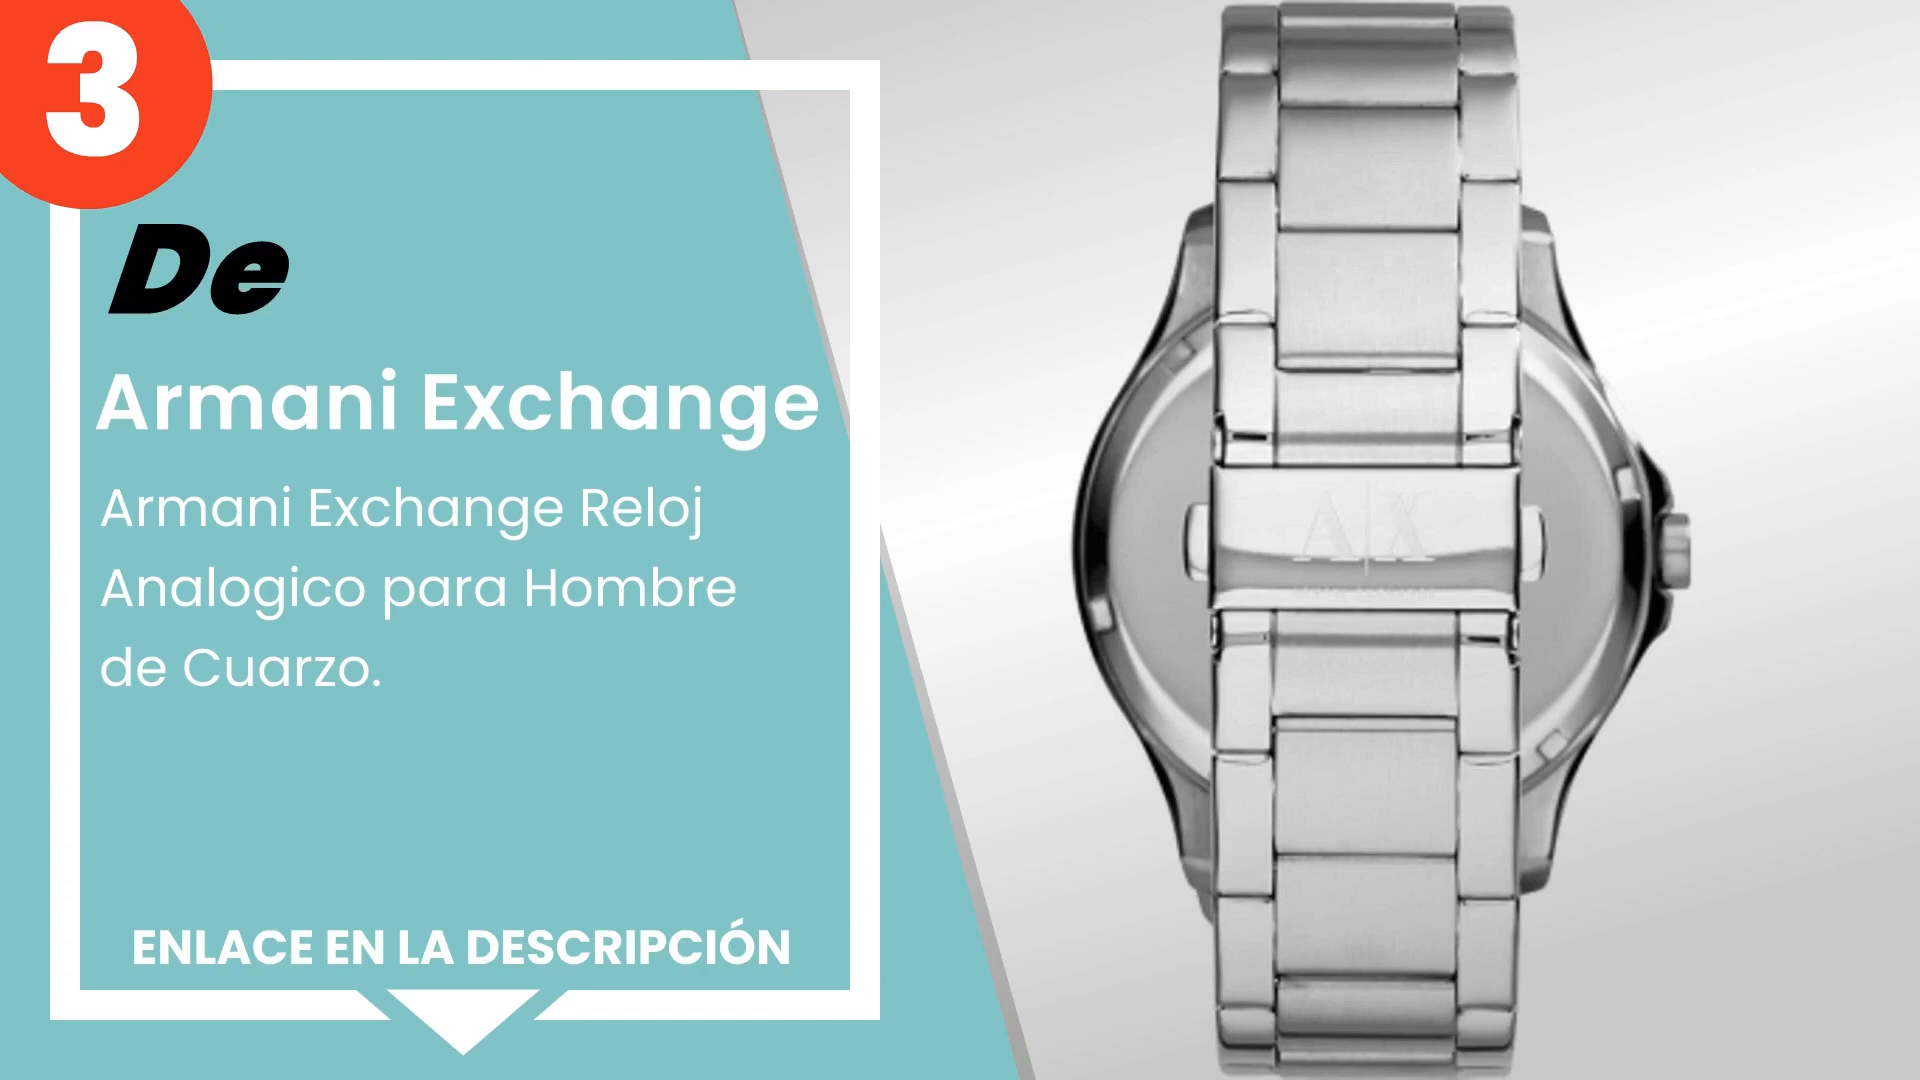 3
De
Armani Exchange
Armani Exchange Reloj
Analogico para Hombre
de Cuarzo.
ENLACE EN LA DESCRIPCIÓN
A|X